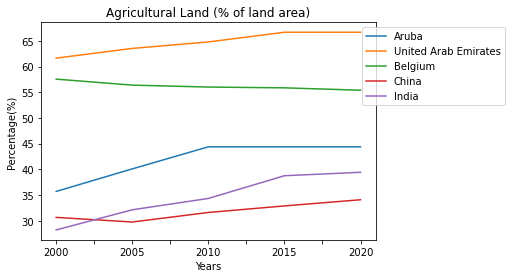 Agricultural Land (% of land area)
Aruba
United Arab Emirates
Belgium
China
India
Percentage(%)
65
60
55
50
45
40
35
30
2000 2005 2010 2015 2020
Years